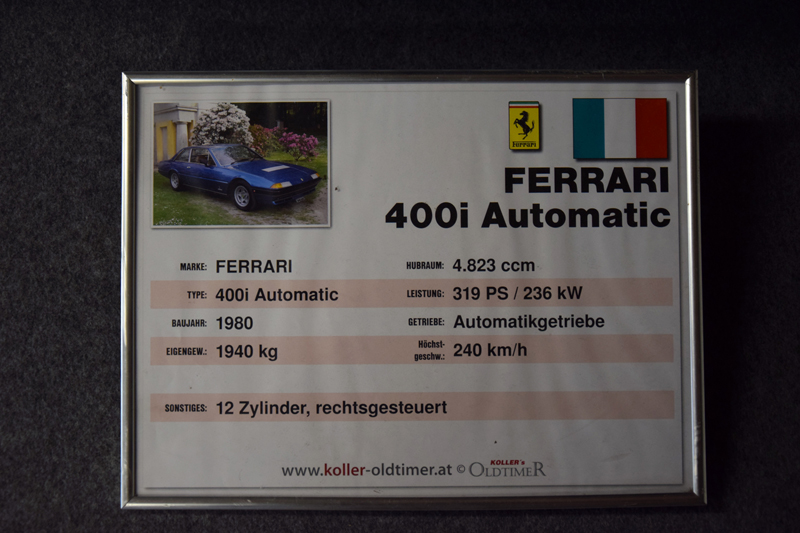 Ferrari
FERRARI
400i Automatic
MARKE: FERRARI
HUBRAUM: 4.823 ccm
TYPE: 400i Automatic
LEISTUNG: 319 PS / 236 kW
BAUJAHR: 1980
GETRIEBE: Automatikgetriebe
EIGENGEW.: 1940 kg
Höchst-
geschw.: 240 km/h
SONSTIGES: 12 Zylinder, rechtsgesteuert
www.koller-oldtimer.at © KOLLER's
OLDTIMER